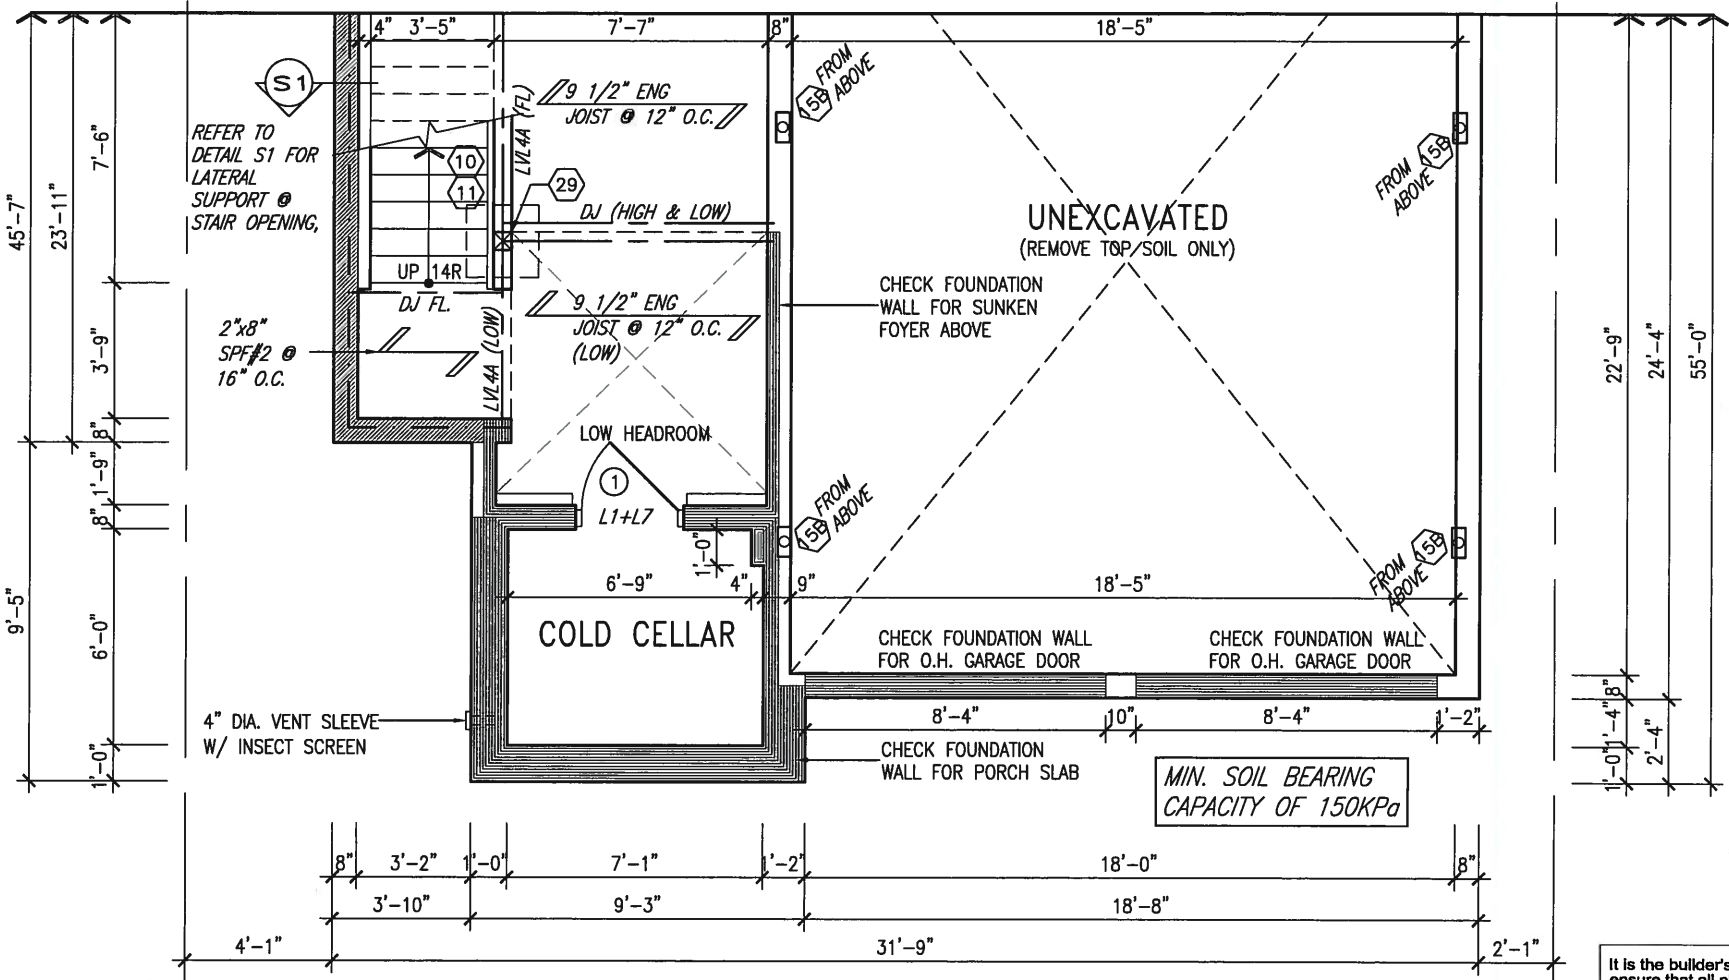 4" 3'-5" 7'-7" 8" 18'-5"
S1
REFER TO
DETAIL S1 FOR
LATERAL
SUPPORT @
STAIR OPENING,
9 1/2" ENG
JOIST @ 12" O.C.
LVL4A (FL)
10
11
29
DJ (HIGH & LOW)
UP 14R
DJ FL.
2"x8"
SPF#2 @
16" O.C.
LVL4A (LOW)
9 1/2" ENG
JOIST @ 12" O.C.
(LOW)
15B
FROM
ABOVE
15B
FROM
ABOVE
UNEXCAVATED
(REMOVE TOP SOIL ONLY)
CHECK FOUNDATION
WALL FOR SUNKEN
FOYER ABOVE
LOW HEADROOM
1
L1+L7
15B
FROM
ABOVE
15B
FROM
ABOVE
1'-0"
6'-9" 4" 9" 18'-5"
COLD CELLAR
CHECK FOUNDATION WALL
FOR O.H. GARAGE DOOR
CHECK FOUNDATION WALL
FOR O.H. GARAGE DOOR
4" DIA. VENT SLEEVE
W/ INSECT SCREEN
8'-4" 10" 8'-4" 1'-2"
CHECK FOUNDATION
WALL FOR PORCH SLAB
MIN. SOIL BEARING
CAPACITY OF 150KPa
45'-7"
9'-5"
23'-11"
7'-6"
3'-9"
8"
1'-9"
8"
6'-0"
1'-0"
22'-9"
8"
1'-4"
1'-0"
24'-4"
2'-4"
55'-0"
8" 3'-2" 1'-0" 7'-1" 1'-2" 18'-0" 8"
3'-10" 9'-3" 18'-8"
4'-1" 31'-9" 2'-1"
It is the builder's